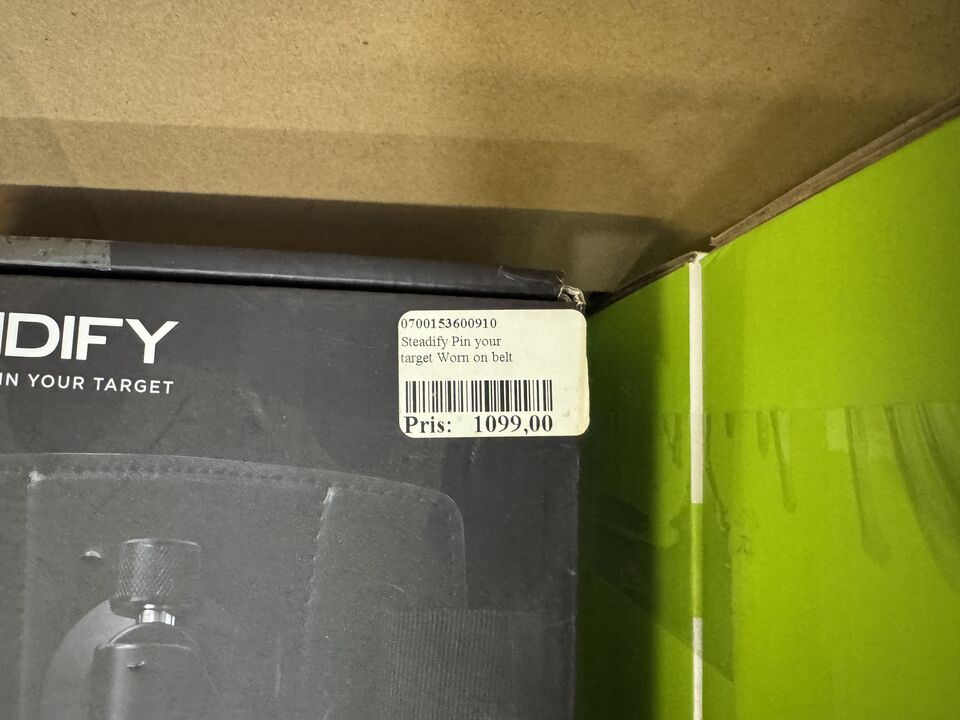 IDIFY
IN YOUR TARGET
0700153600910
Steadify Pin your
target Worn on belt
Pris: 1099,00